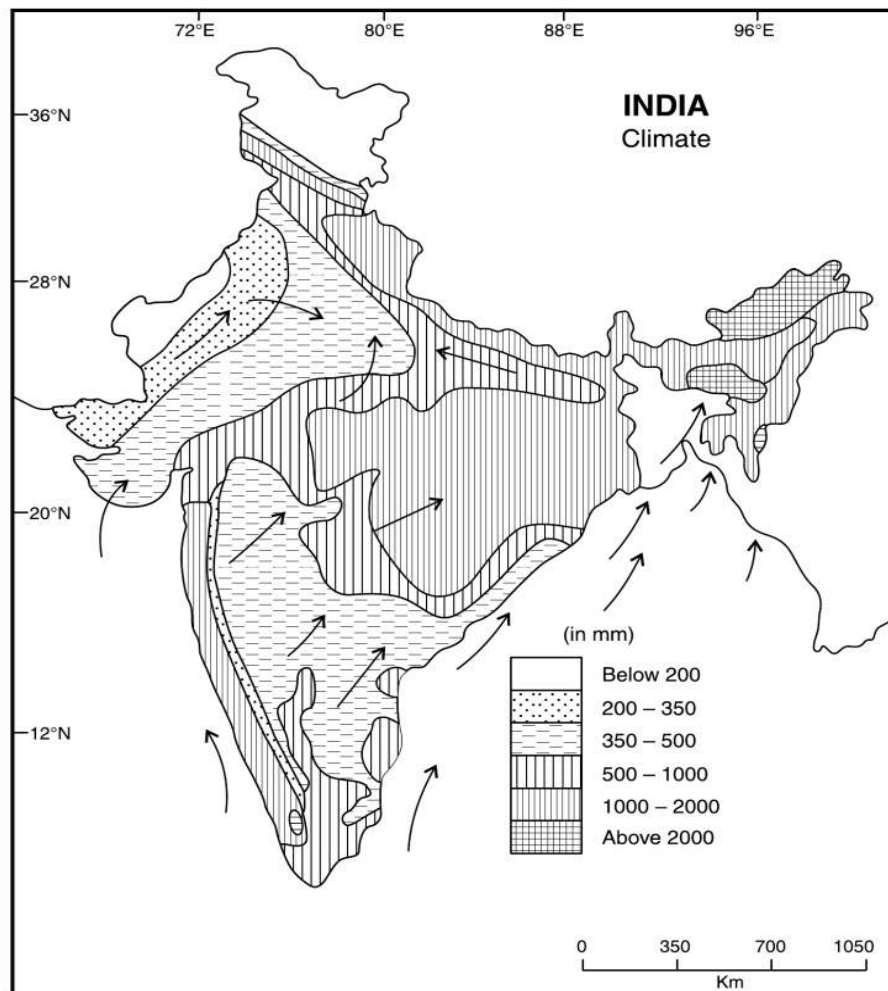 72°E 80°E 88°E 96°E
36°N
INDIA
Climate
28°N
20°N
(in mm)
Below 200
200 – 350
350 – 500
12°N
500 – 1000
1000 – 2000
Above 2000
0 350 700 1050
Km